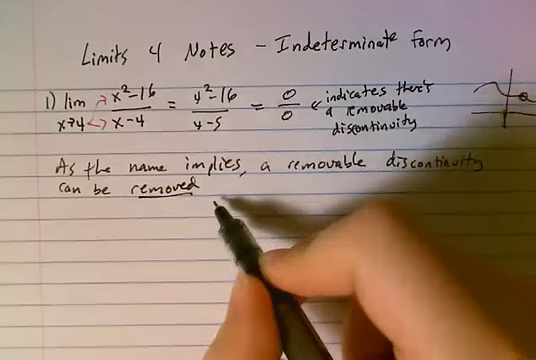 Limits 4 Notes - Indeterminate Form
1) lim x²-16 / x-4 = 4²-16 / 4-5 = 0/0 ← indicates there's
x→4 a removable
discontinuity
As the name implies, a removable discontinuity
can be removed